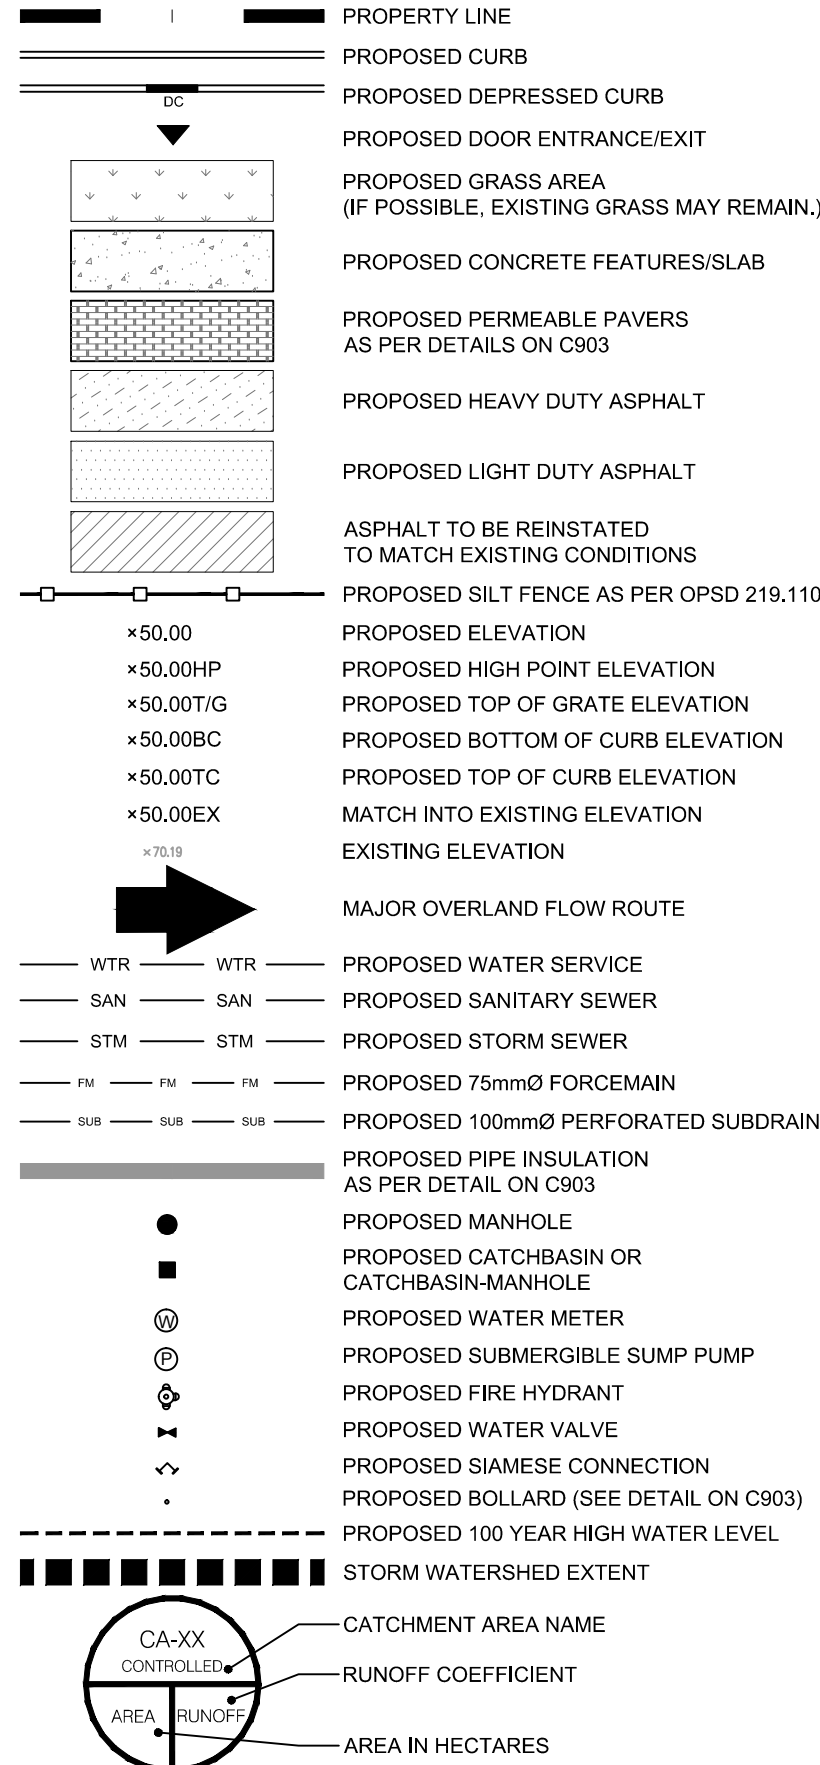 PROPERTY LINE
PROPOSED CURB
DC
PROPOSED DEPRESSED CURB
PROPOSED DOOR ENTRANCE/EXIT
PROPOSED GRASS AREA
(IF POSSIBLE, EXISTING GRASS MAY REMAIN.)
PROPOSED CONCRETE FEATURES/SLAB
PROPOSED PERMEABLE PAVERS
AS PER DETAILS ON C903
PROPOSED HEAVY DUTY ASPHALT
PROPOSED LIGHT DUTY ASPHALT
ASPHALT TO BE REINSTATED
TO MATCH EXISTING CONDITIONS
PROPOSED SILT FENCE AS PER OPSD 219.110
×50.00 PROPOSED ELEVATION
×50.00HP PROPOSED HIGH POINT ELEVATION
×50.00T/G PROPOSED TOP OF GRATE ELEVATION
×50.00BC PROPOSED BOTTOM OF CURB ELEVATION
×50.00TC PROPOSED TOP OF CURB ELEVATION
×50.00EX MATCH INTO EXISTING ELEVATION
×70.19 EXISTING ELEVATION
MAJOR OVERLAND FLOW ROUTE
WTR WTR PROPOSED WATER SERVICE
SAN SAN PROPOSED SANITARY SEWER
STM STM PROPOSED STORM SEWER
FM FM FM PROPOSED 75mmØ FORCEMAIN
SUB SUB SUB PROPOSED 100mmØ PERFORATED SUBDRAIN
PROPOSED PIPE INSULATION
AS PER DETAIL ON C903
PROPOSED MANHOLE
PROPOSED CATCHBASIN OR
CATCHBASIN-MANHOLE
W PROPOSED WATER METER
P PROPOSED SUBMERGIBLE SUMP PUMP
PROPOSED FIRE HYDRANT
PROPOSED WATER VALVE
PROPOSED SIAMESE CONNECTION
PROPOSED BOLLARD (SEE DETAIL ON C903)
PROPOSED 100 YEAR HIGH WATER LEVEL
STORM WATERSHED EXTENT
CA-XX
CONTROLLED
CATCHMENT AREA NAME
AREA RUNOFF
RUNOFF COEFFICIENT
AREA IN HECTARES